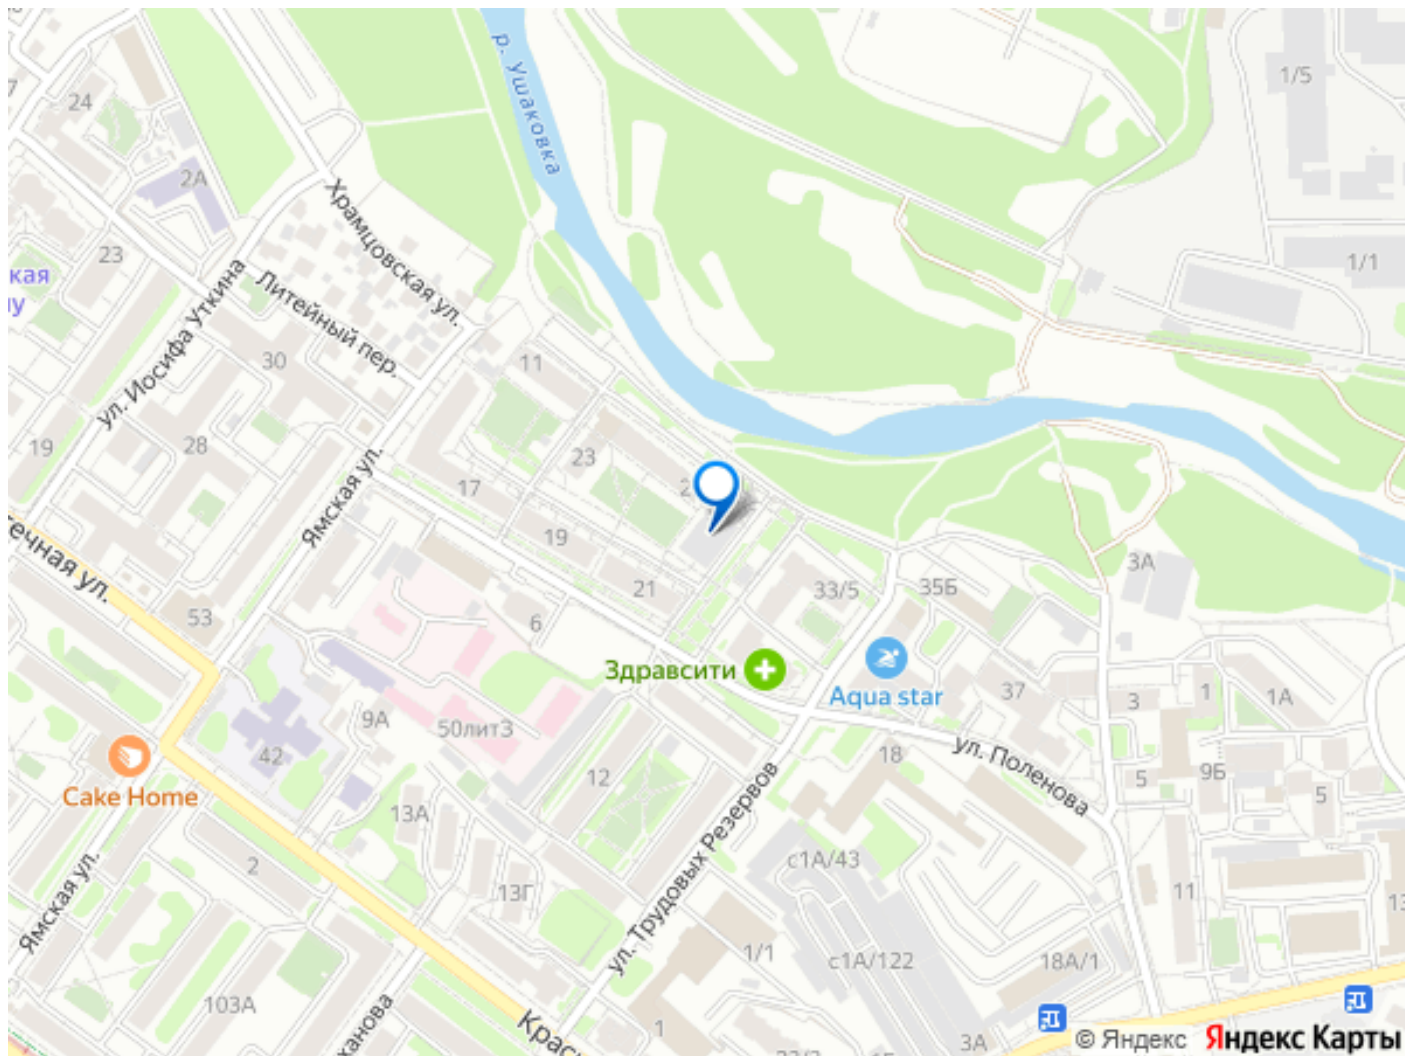 24
2А
23
кая
30
28
19
53
42
9А
2
13А
13Г
103А
50лит3
11
23
17
19
21
6
12
33/5
35Б
37
18
3А
3
1
1А
5
9Б
5
11
с1А/43
с1А/122
1/1
1
18А/1
3А
1/5
1/1
р. Ушаковка
Храмцовская ул.
Литейный пер.
ул. Иосифа Уткина
Ямская ул.
Ямская ул.
ул. Трудовых Резервов
ул. Поленова
Здравсити
Aqua star
Cake Home
© Яндекс Яндекс Карты